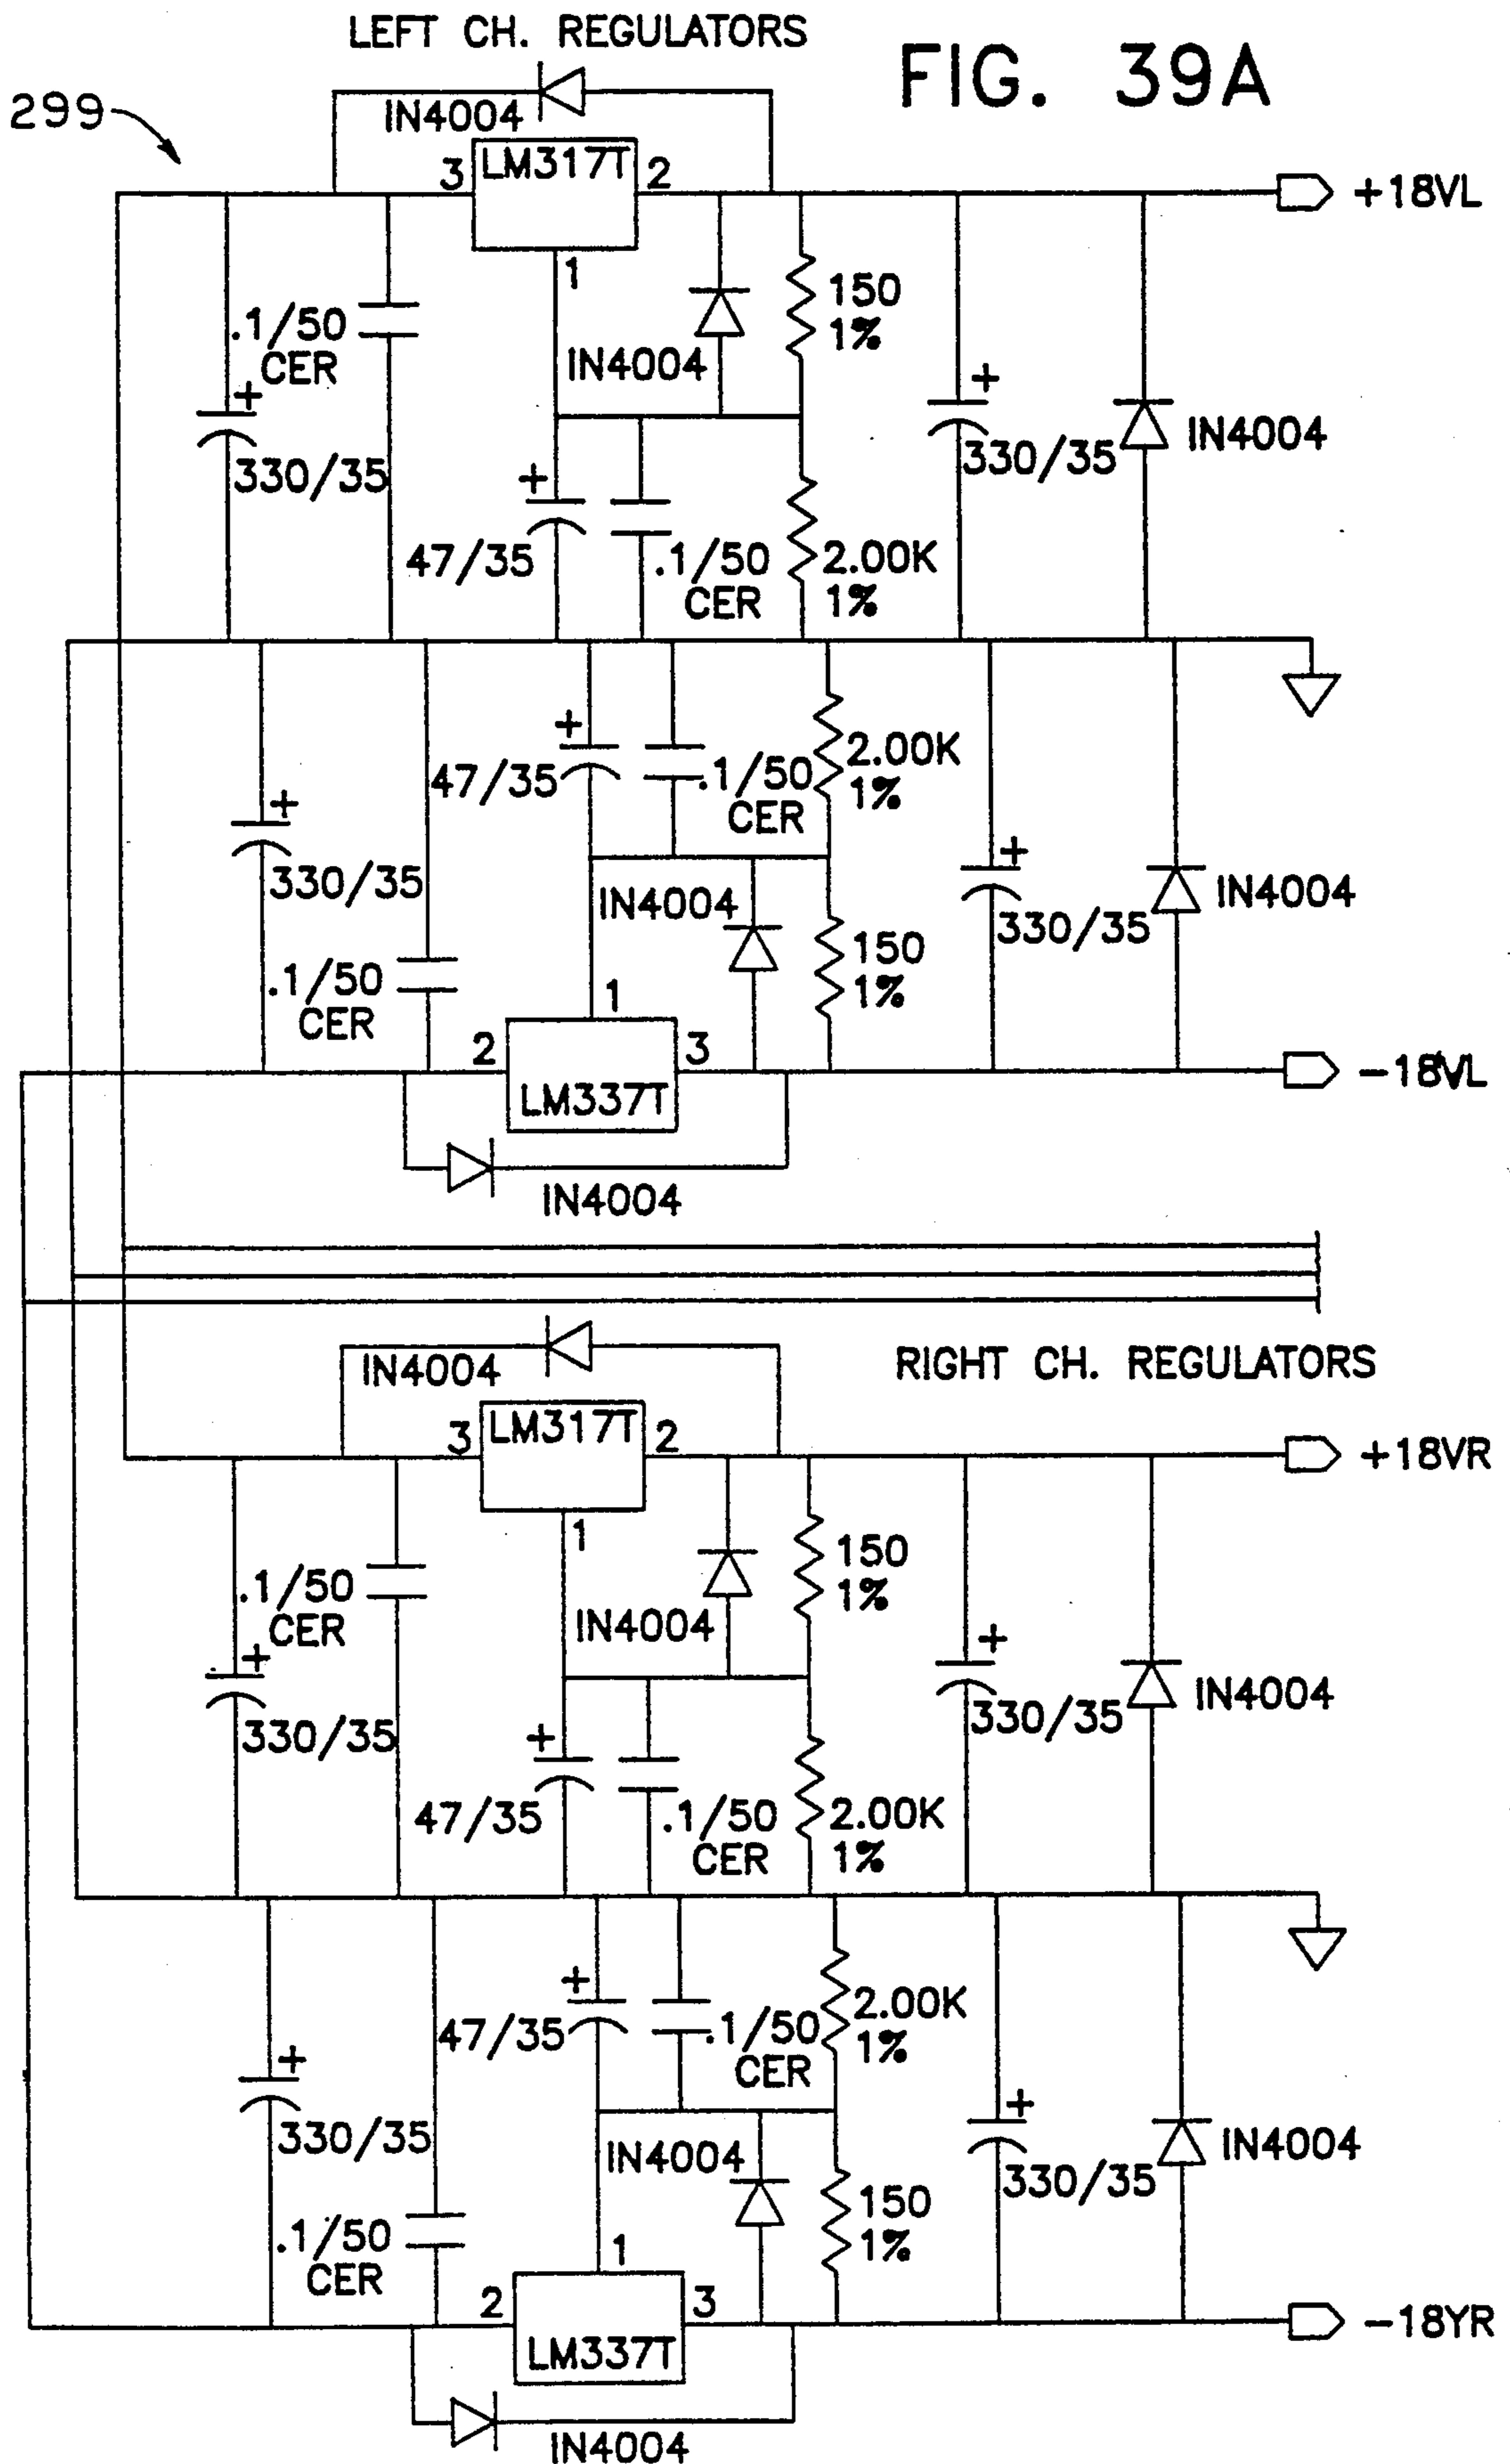 LEFT CH. REGULATORS
FIG. 39A
299
IN4004
3
LM317T
2
+18VL
1
.1/50
CER
150
1%
IN4004
+
+
330/35
330/35
IN4004
+
47/35
.1/50
CER
2.00K
1%
+
47/35
.1/50
CER
2.00K
1%
+
330/35
IN4004
+
330/35
IN4004
.1/50
CER
1
150
1%
2
3
LM337T
-18VL
IN4004
IN4004
RIGHT CH. REGULATORS
3
LM317T
2
+18VR
1
.1/50
CER
150
1%
IN4004
+
+
330/35
330/35
IN4004
+
47/35
.1/50
CER
2.00K
1%
+
47/35
.1/50
CER
2.00K
1%
+
330/35
IN4004
+
330/35
IN4004
.1/50
CER
1
150
1%
2
3
LM337T
-18YR
IN4004